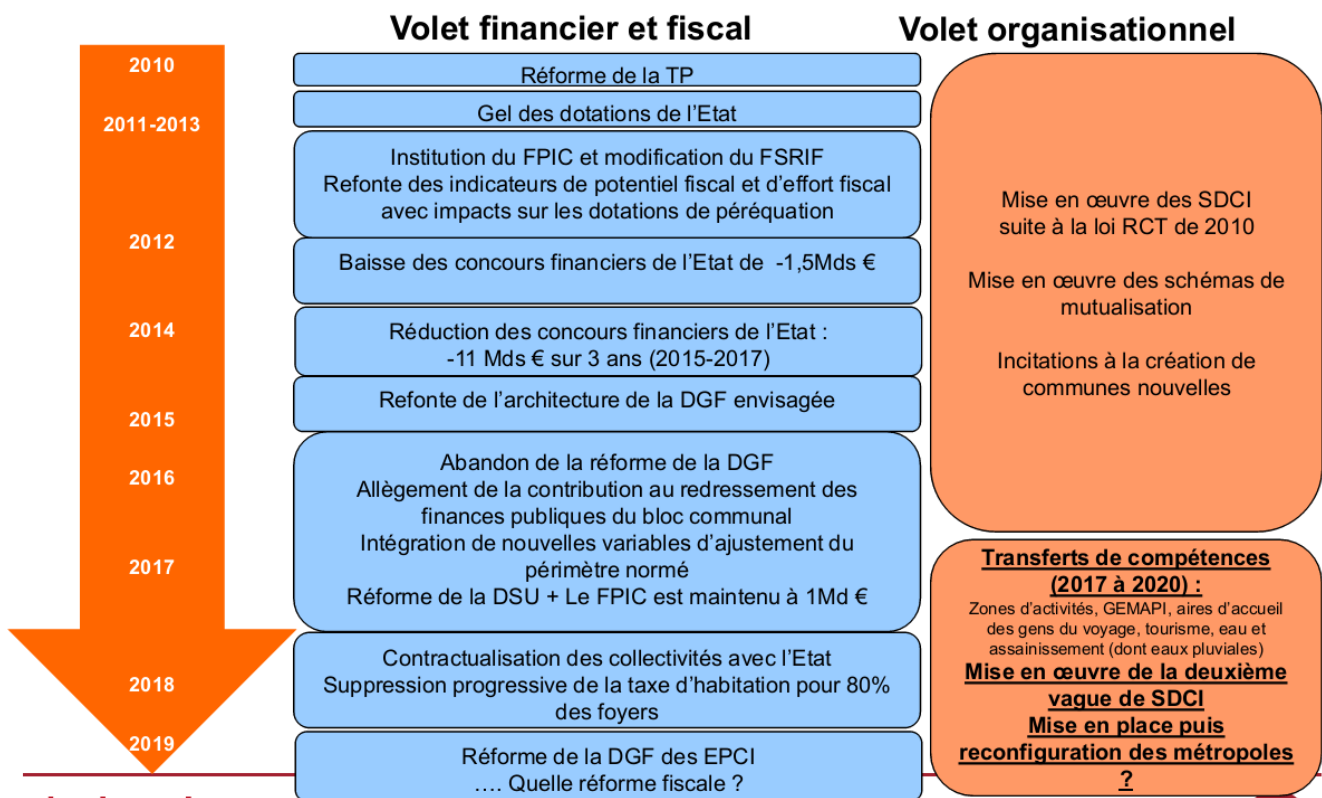 Volet financier et fiscal
Volet organisationnel
2010
2011-2013
2012
2014
2015
2016
2017
2018
2019
Réforme de la TP
Gel des dotations de l'Etat
Institution du FPIC et modification du FSRIF
Refonte des indicateurs de potentiel fiscal et d'effort fiscal
avec impacts sur les dotations de péréquation
Baisse des concours financiers de l'Etat de -1,5Mds €
Réduction des concours financiers de l'Etat :
-11 Mds € sur 3 ans (2015-2017)
Refonte de l'architecture de la DGF envisagée
Abandon de la réforme de la DGF
Allègement de la contribution au redressement des
finances publiques du bloc communal
Intégration de nouvelles variables d'ajustement du
périmètre normé
Réforme de la DSU + Le FPIC est maintenu à 1Md €
Contractualisation des collectivités avec l'Etat
Suppression progressive de la taxe d'habitation pour 80%
des foyers
Réforme de la DGF des EPCI
…. Quelle réforme fiscale ?
Mise en œuvre des SDCI
suite à la loi RCT de 2010
Mise en œuvre des schémas de
mutualisation
Incitations à la création de
communes nouvelles
Transferts de compétences
(2017 à 2020) :
Zones d'activités, GEMAPI, aires d'accueil
des gens du voyage, tourisme, eau et
assainissement (dont eaux pluviales)
Mise en œuvre de la deuxième
vague de SDCI
Mise en place puis
reconfiguration des métropoles
?